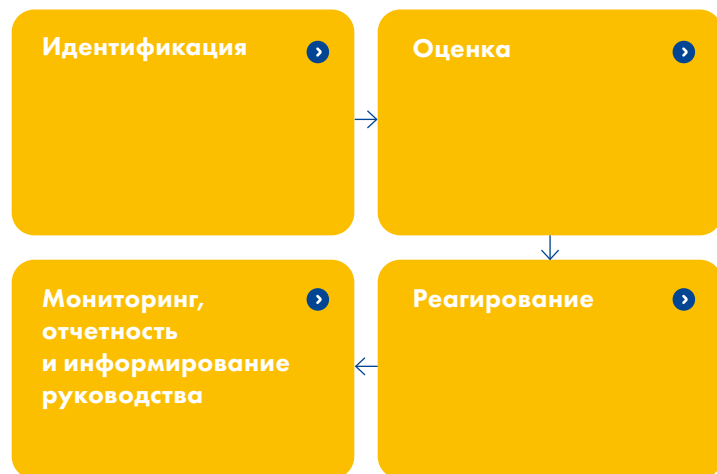 Идентификация
Оценка
Мониторинг,
отчетность
и информирование
руководства
Реагирование